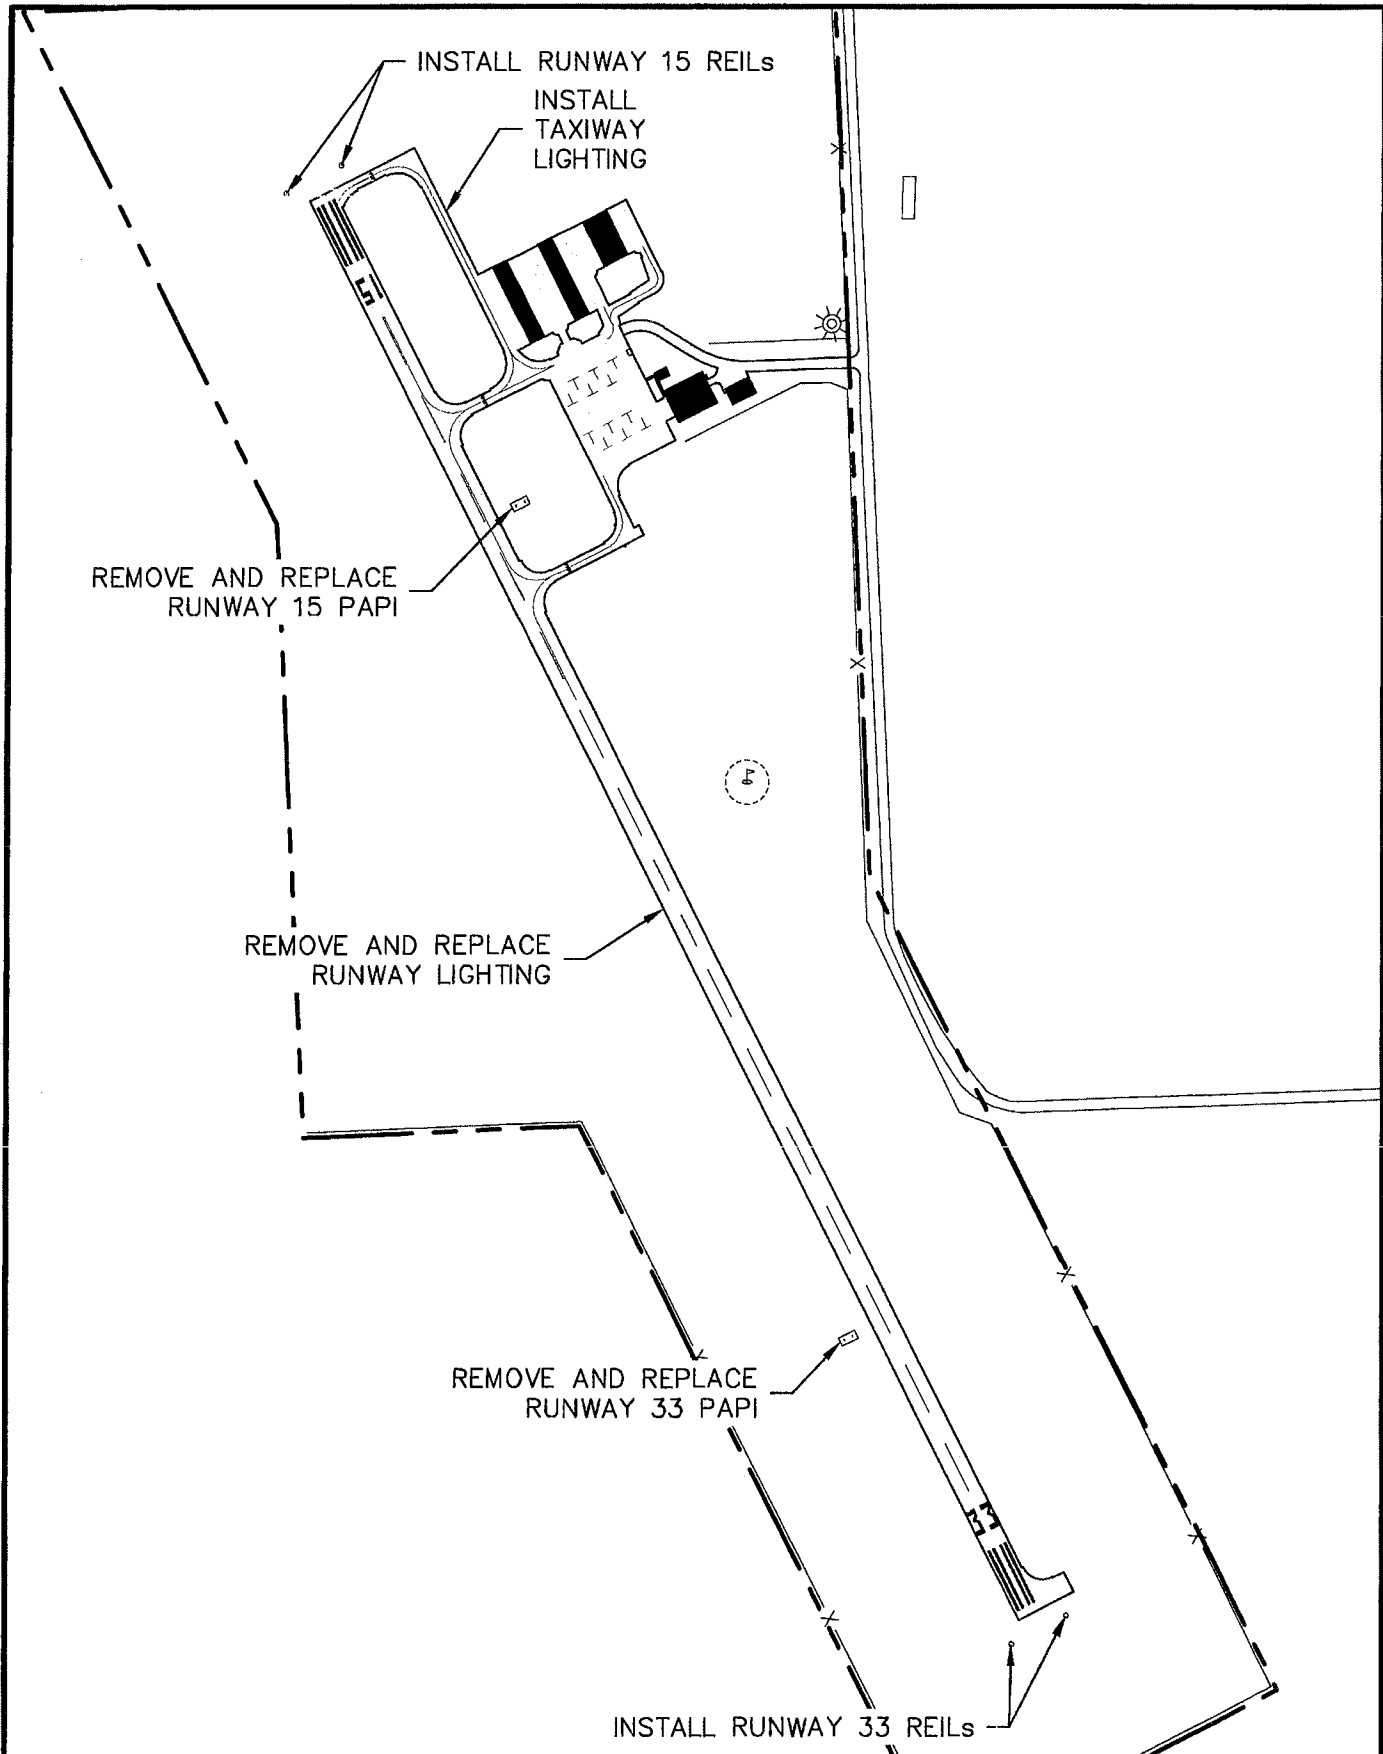 INSTALL RUNWAY 15 REILs
INSTALL
TAXIWAY
LIGHTING
15
REMOVE AND REPLACE
RUNWAY 15 PAPI
REMOVE AND REPLACE
RUNWAY LIGHTING
REMOVE AND REPLACE
RUNWAY 33 PAPI
33
INSTALL RUNWAY 33 REILs